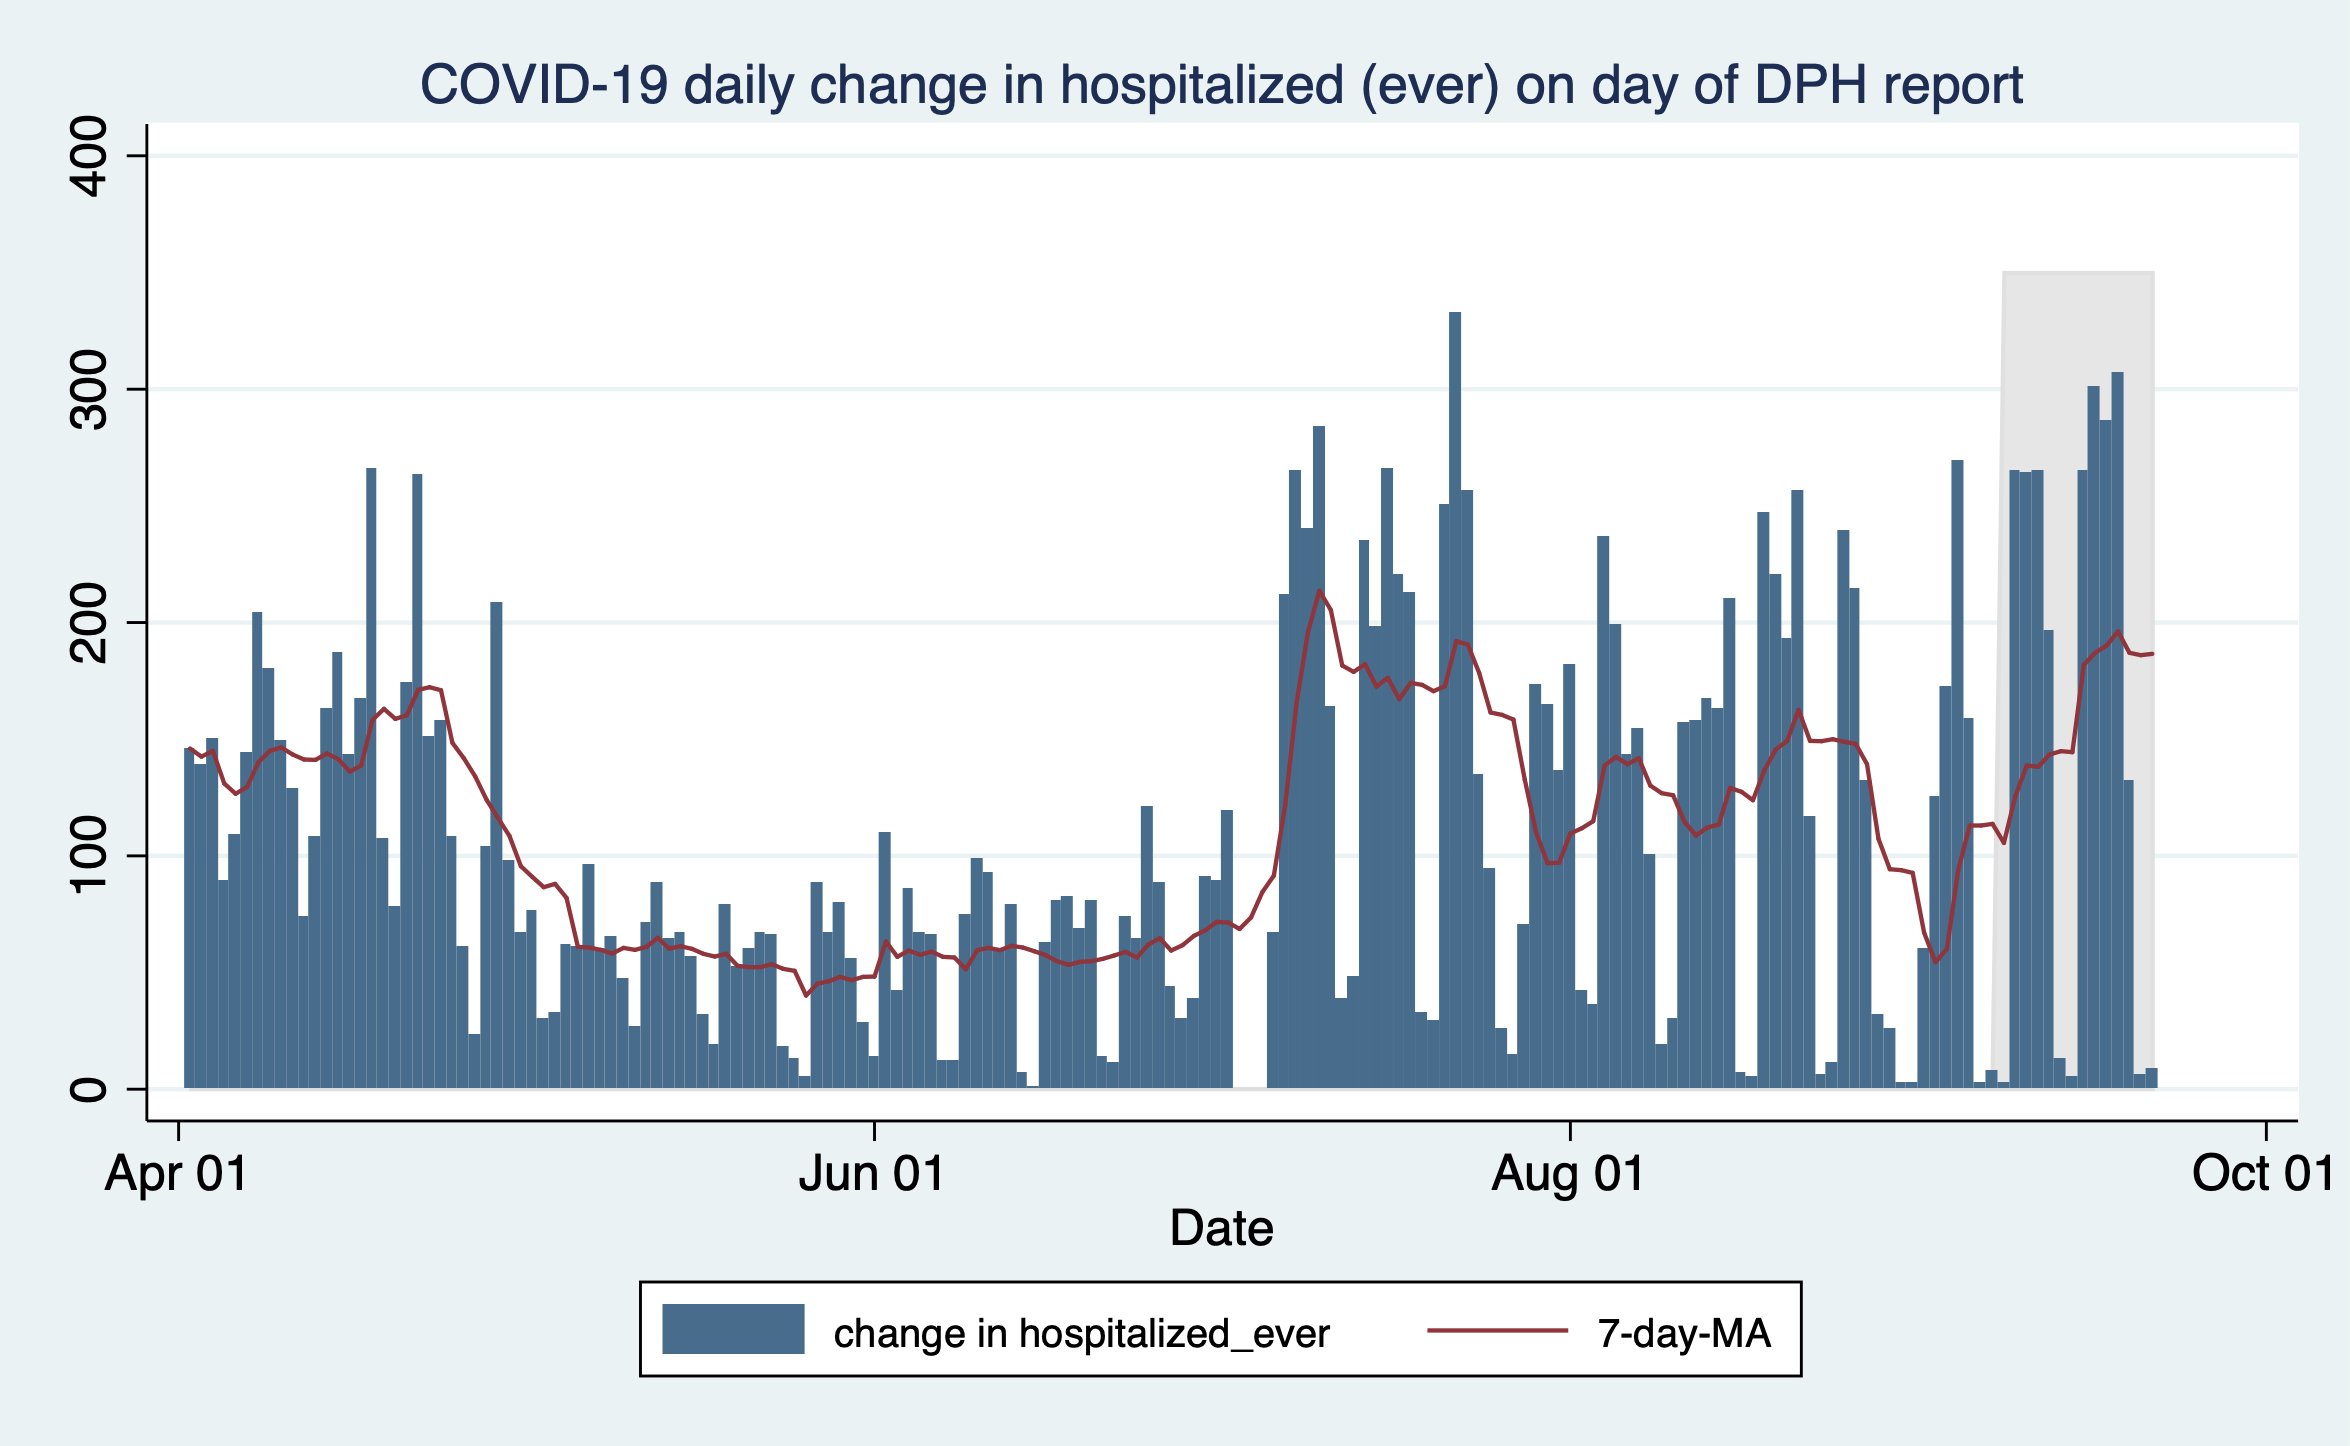 COVID-19 daily change in hospitalized (ever) on day of DPH report
400
300
200
100
0
Apr 01 Jun 01 Aug 01 Oct 01
Date
change in hospitalized_ever 7-day-MA